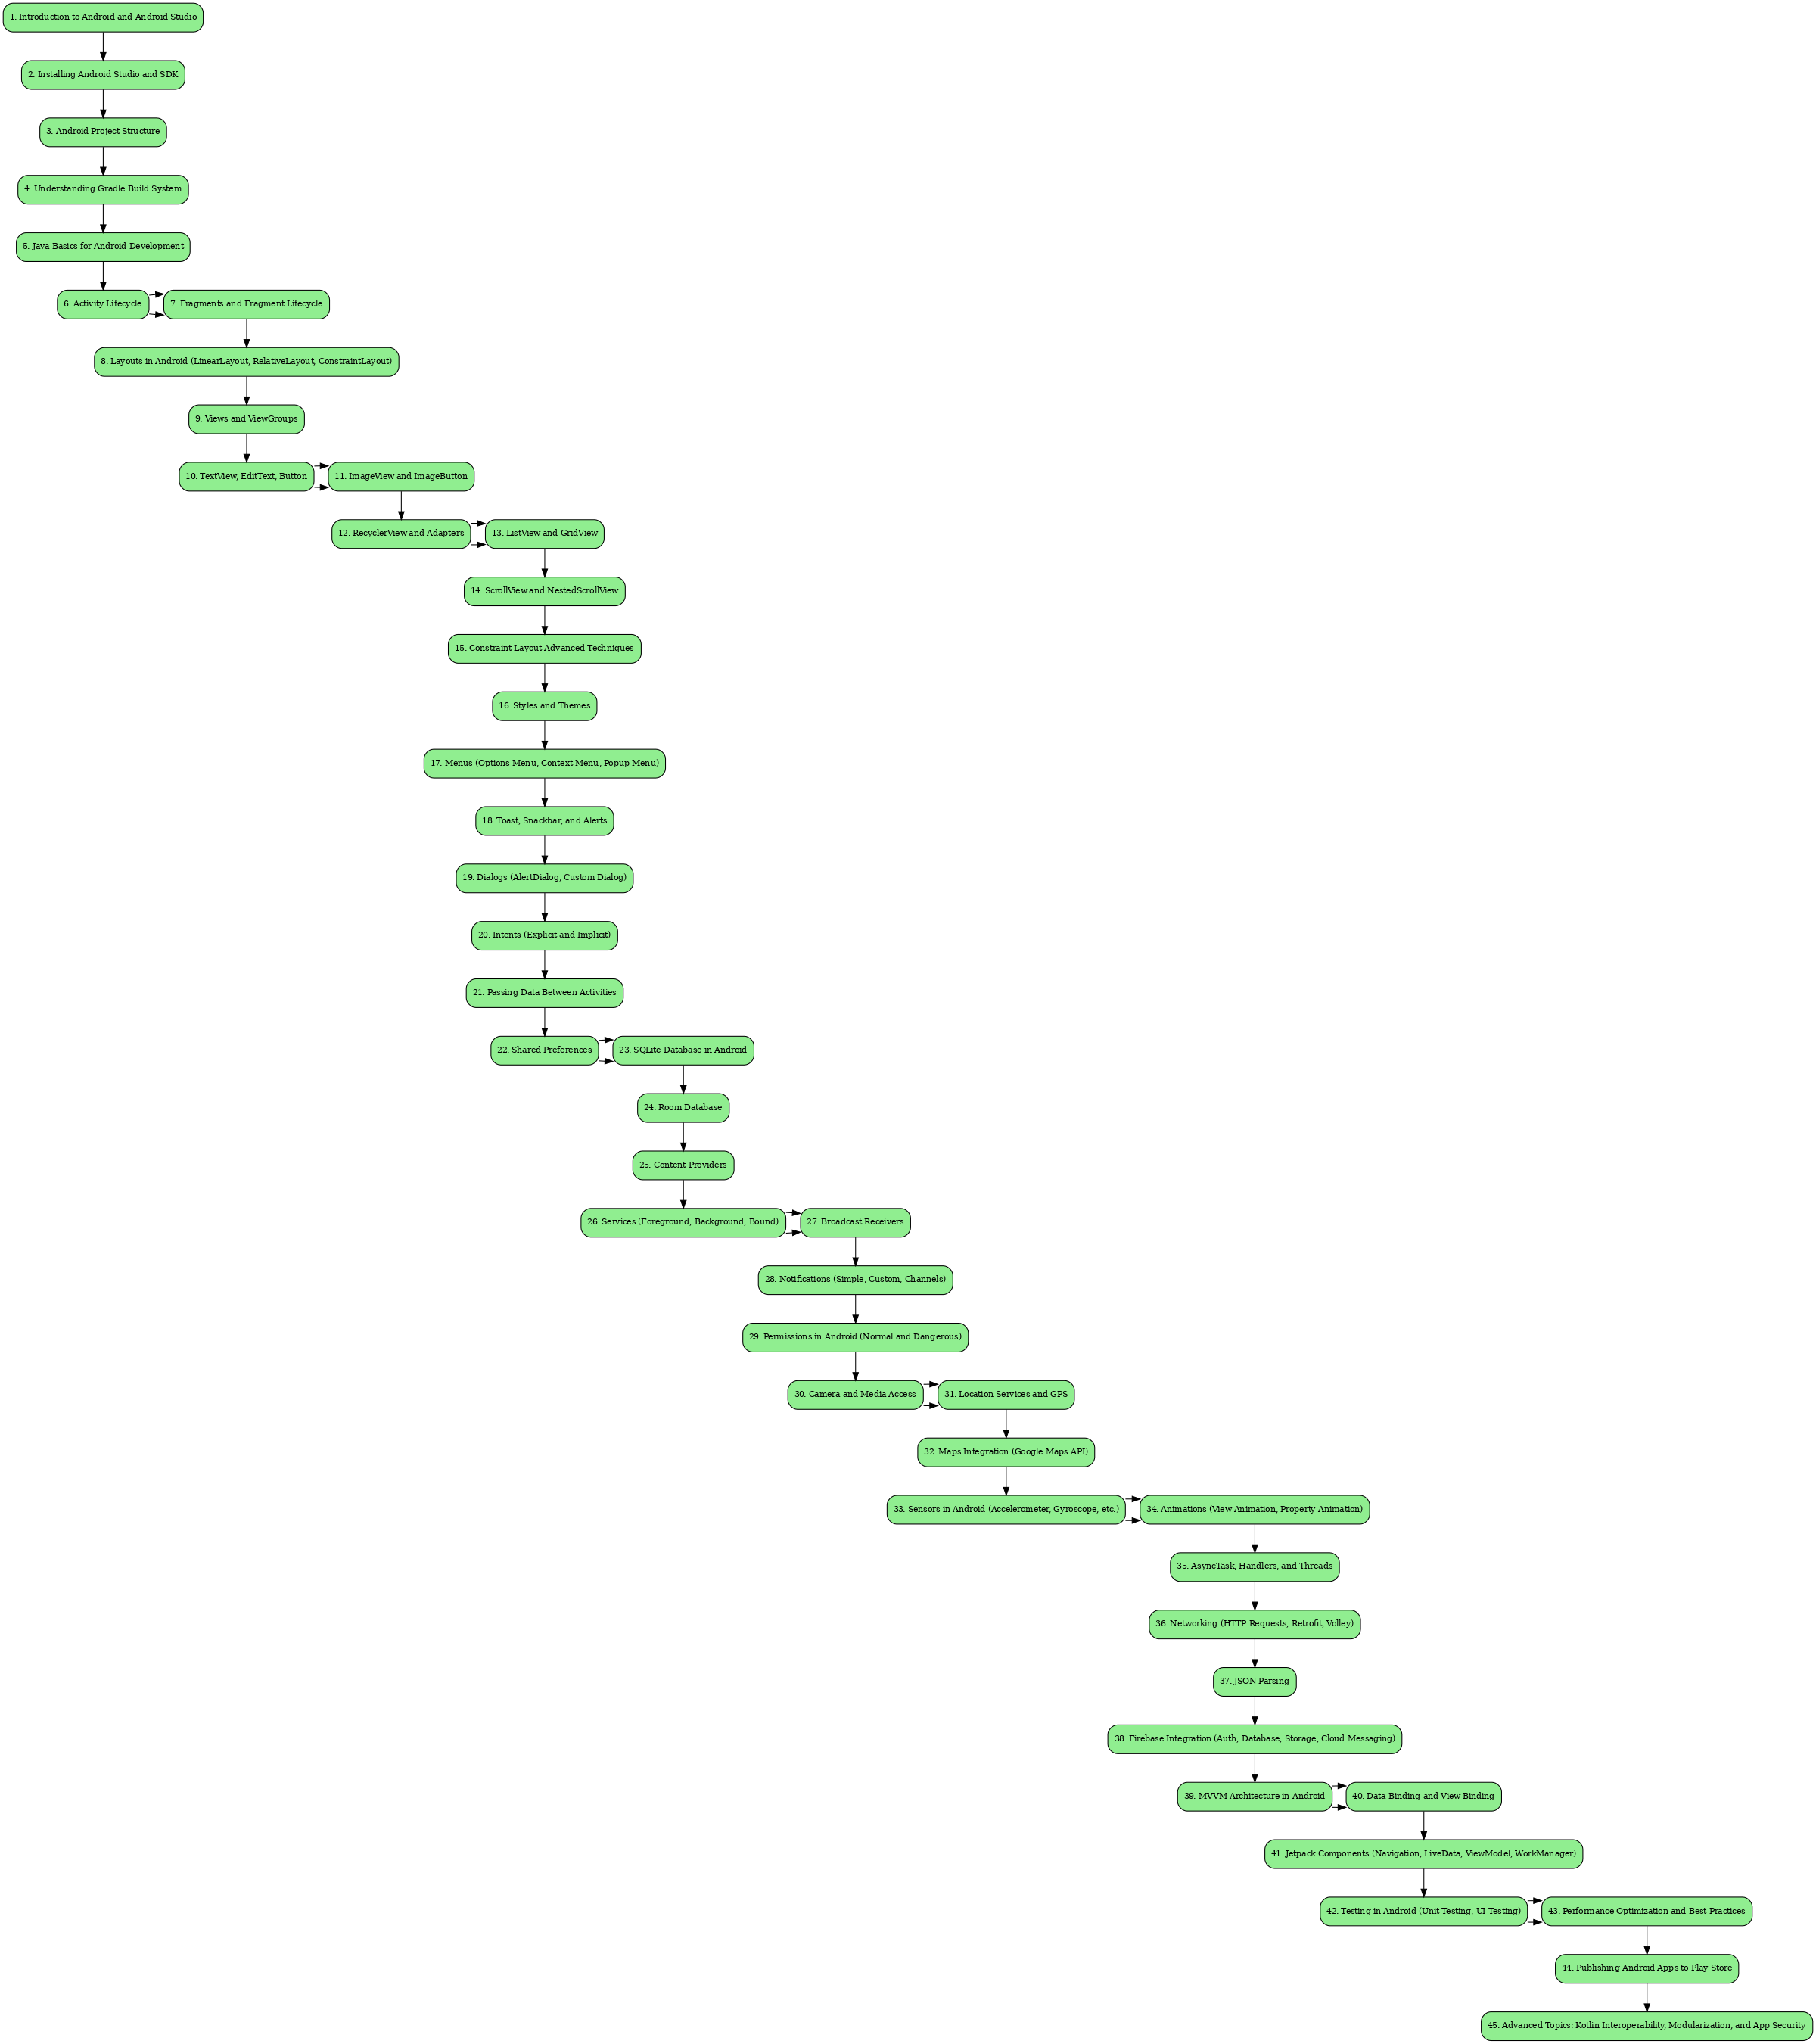 1. Introduction to Android and Android Studio
2. Installing Android Studio and SDK
3. Android Project Structure
4. Understanding Gradle Build System
5. Java Basics for Android Development
6. Activity Lifecycle
7. Fragments and Fragment Lifecycle
8. Layouts in Android (LinearLayout, RelativeLayout, ConstraintLayout)
9. Views and ViewGroups
10. TextView, EditText, Button
11. ImageView and ImageButton
12. RecyclerView and Adapters
13. ListView and GridView
14. ScrollView and NestedScrollView
15. Constraint Layout Advanced Techniques
16. Styles and Themes
17. Menus (Options Menu, Context Menu, Popup Menu)
18. Toast, Snackbar, and Alerts
19. Dialogs (AlertDialog, Custom Dialog)
20. Intents (Explicit and Implicit)
21. Passing Data Between Activities
22. Shared Preferences
23. SQLite Database in Android
24. Room Database
25. Content Providers
26. Services (Foreground, Background, Bound)
27. Broadcast Receivers
28. Notifications (Simple, Custom, Channels)
29. Permissions in Android (Normal and Dangerous)
30. Camera and Media Access
31. Location Services and GPS
32. Maps Integration (Google Maps API)
33. Sensors in Android (Accelerometer, Gyroscope, etc.)
34. Animations (View Animation, Property Animation)
35. AsyncTask, Handlers, and Threads
36. Networking (HTTP Requests, Retrofit, Volley)
37. JSON Parsing
38. Firebase Integration (Auth, Database, Storage, Cloud Messaging)
39. MVVM Architecture in Android
40. Data Binding and View Binding
41. Jetpack Components (Navigation, LiveData, ViewModel, WorkManager)
42. Testing in Android (Unit Testing, UI Testing)
43. Performance Optimization and Best Practices
44. Publishing Android Apps to Play Store
45. Advanced Topics: Kotlin Interoperability, Modularization, and App Security